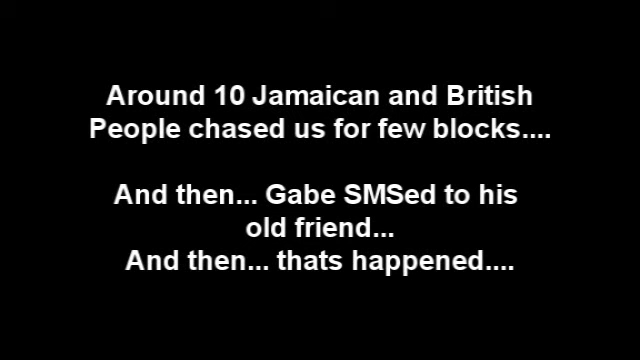 Around 10 Jamaican and British
People chased us for few blocks....
And then... Gabe SMSed to his
old friend...
And then... thats happened....